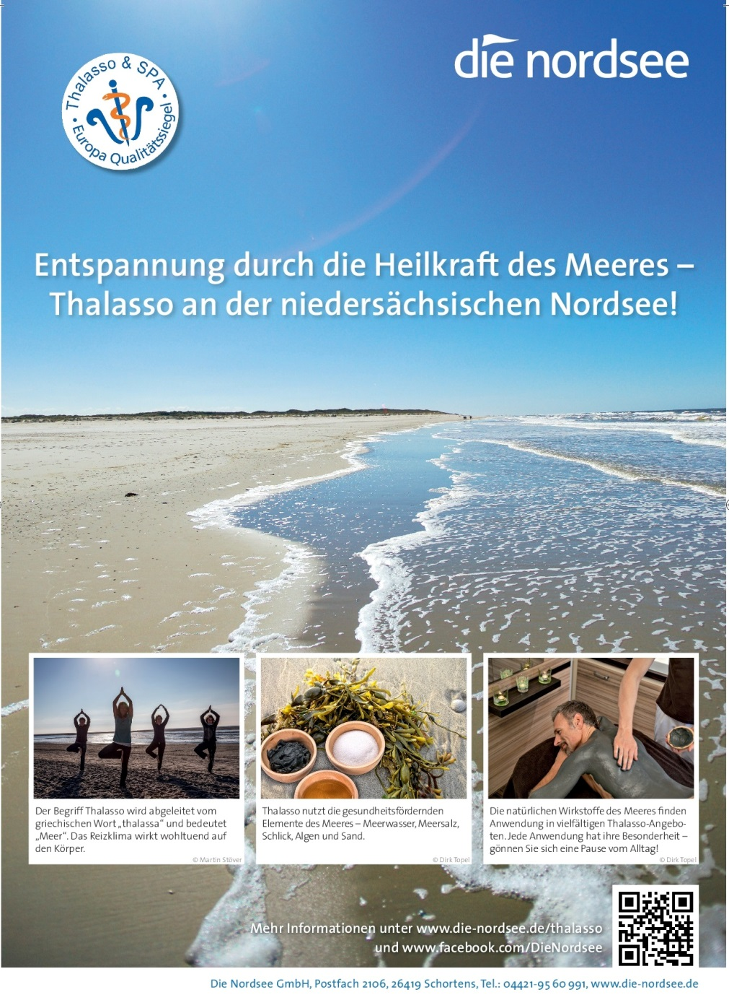 Thalasso & SPA
· Europa Qualitätssiegel ·
die nordsee
Entspannung durch die Heilkraft des Meeres –
Thalasso an der niedersächsischen Nordsee!
Der Begriff Thalasso wird abgeleitet vom
griechischen Wort „thalassa“ und bedeutet
„Meer“. Das Reizklima wirkt wohltuend auf
den Körper.
© Martin Stöver
Thalasso nutzt die gesundheitsfördernden
Elemente des Meeres – Meerwasser, Meersalz,
Schlick, Algen und Sand.
© Dirk Topel
Die natürlichen Wirkstoffe des Meeres finden
Anwendung in vielfältigen Thalasso-Angebo-
ten. Jede Anwendung hat ihre Besonderheit –
gönnen Sie sich eine Pause vom Alltag!
© Dirk Topel
Mehr Informationen unter www.die-nordsee.de/thalasso
und www.facebook.com/DieNordsee
Die Nordsee GmbH, Postfach 2106, 26419 Schortens, Tel.: 04421-95 60 991, www.die-nordsee.de